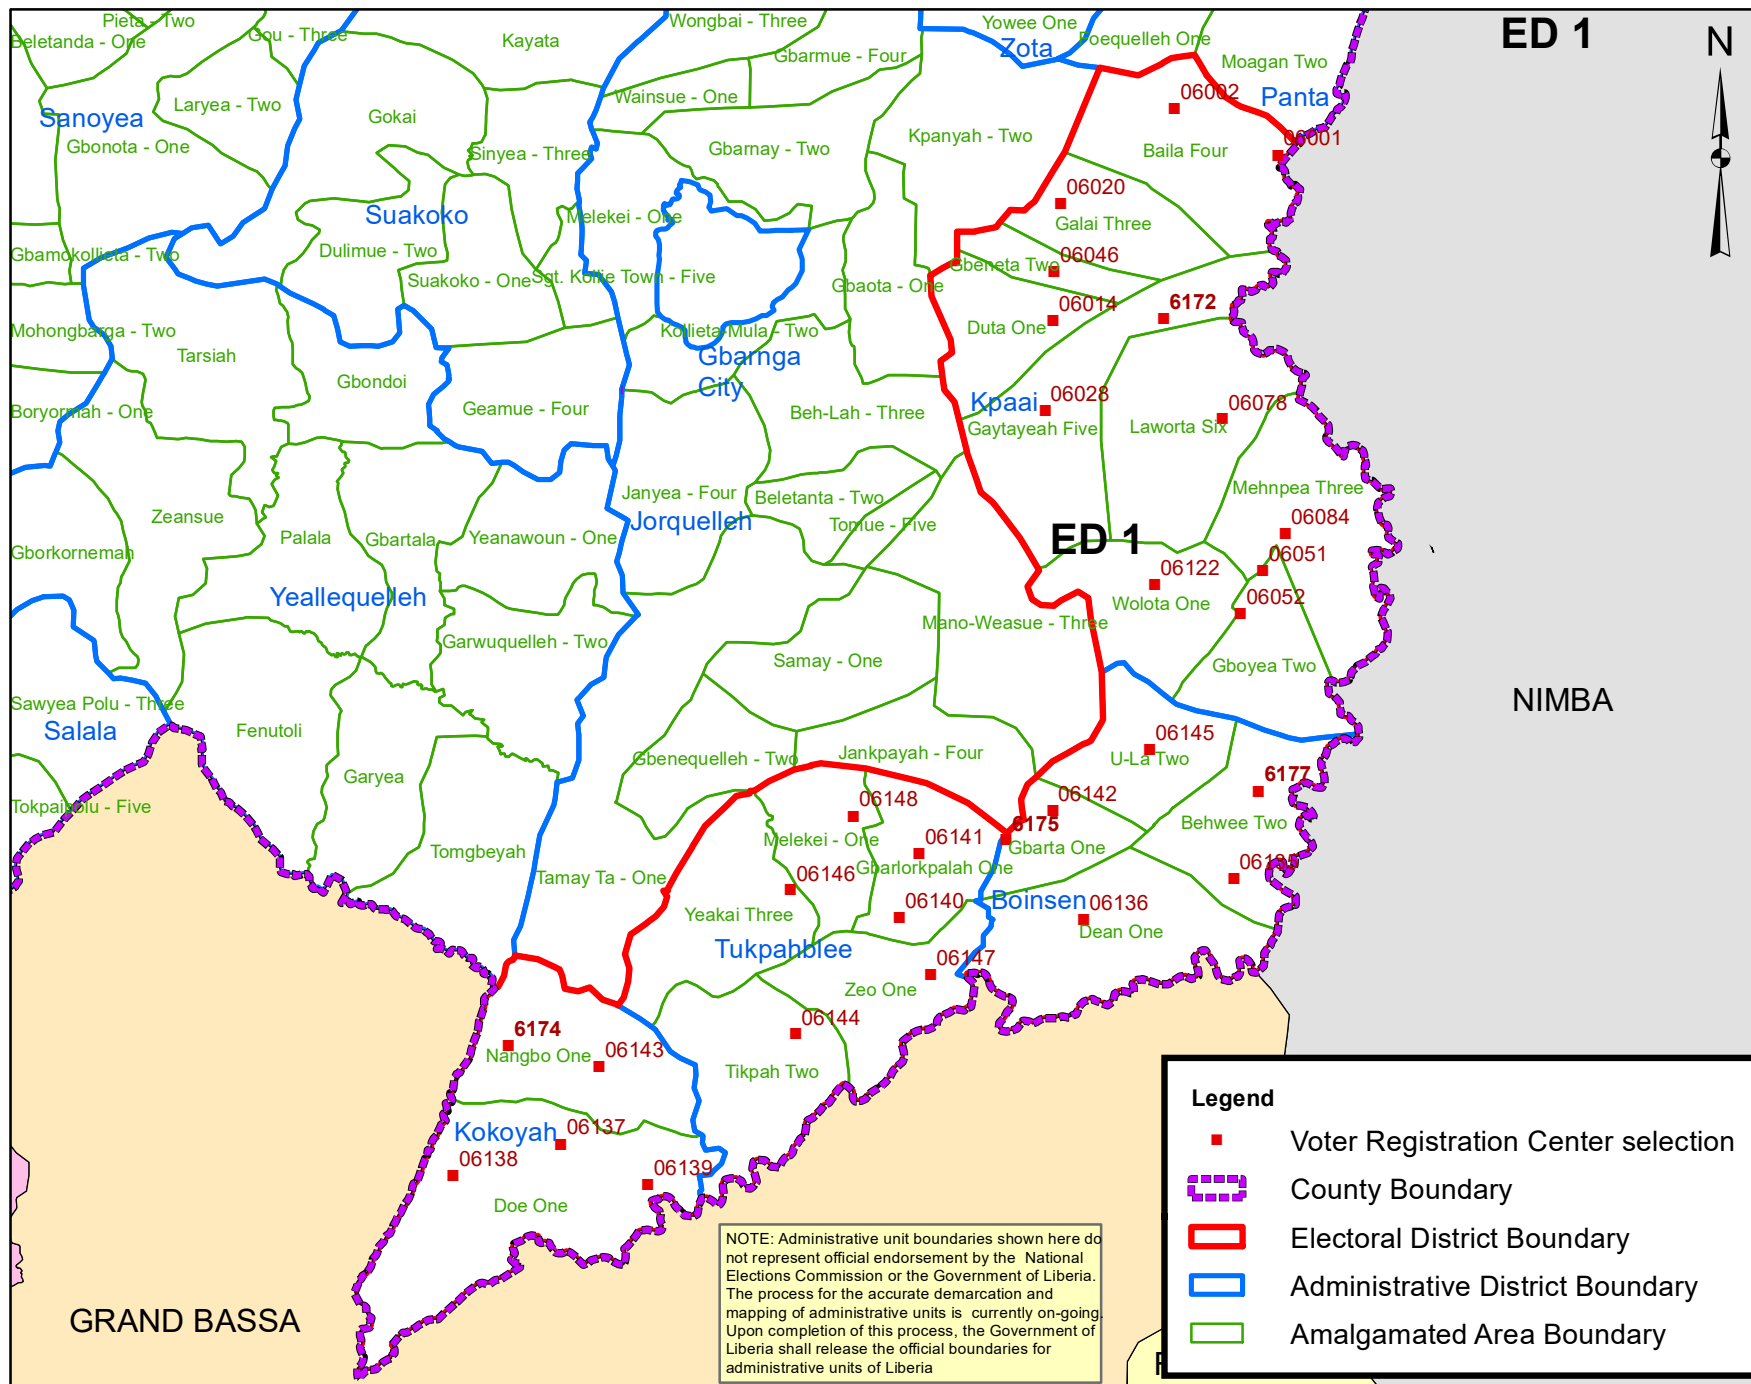 ED 1
N
Pieta - Two
Beletanda - One
Gou - Three
Kayata
Wongbai - Three
Gbarmue - Four
Yowee One
Zota
Poequelleh One
Moagan Two
Panta
Laryea - Two
Sanoyea
Gbonota - One
Gokai
Sinyea - Three
Wainsue - One
Gbarnay - Two
Kpanyah - Two
06002
06001
Baila Four
06020
Galai Three
Suakoko
Melekei - One
Dulimue - Two
Gbamokollieta - Two
Suakoko - One
Sgt. Kollie Town - Five
Gbaota - One
Gbeneta Two
06046
06014
6172
Duta One
Mohongbarga - Two
Tarsiah
Kollieta-Mula - Two
Gbarnga
City
Gbondoi
Geamue - Four
Boryormah - One
Beh-Lah - Three
Kpaai
06028
Gaytayeah Five
06078
Laworta Six
Mehnpea Three
Janyea - Four
Beletanta - Two
Jorquelleh
Tomue - Five
Zeansue
Palala
Gbartala
Yeanawoun - One
Gborkornemah
ED 1
06084
06051
06122
06052
Wolota One
Yeallequelleh
Garwuquelleh - Two
Mano-Weasue - Three
Samay - One
Gboyea Two
NIMBA
Sawyea Polu - Three
Salala
Fenutoli
Garyea
Gbenequelleh - Two
Jankpayah - Four
06145
U-La Two
6177
Tokpaipolu - Five
06148
06142
6175
Behwee Two
Melekei - One
06141
Gbarta One
Tomgbeyah
Tamay Ta - One
06146
Gbarlorkpalah One
Yeakai Three
06140
Boinsen
06136
Dean One
Tukpahblee
06147
Zeo One
6174
06144
Nangbo One
06143
Tikpah Two
Kokoyah
06137
06138
06139
Doe One
GRAND BASSA
NOTE: Administrative unit boundaries shown here do
not represent official endorsement by the National
Elections Commission or the Government of Liberia.
The process for the accurate demarcation and
mapping of administrative units is currently on-going.
Upon completion of this process, the Government of
Liberia shall release the official boundaries for
administrative units of Liberia
Legend
Voter Registration Center selection
County Boundary
Electoral District Boundary
Administrative District Boundary
Amalgamated Area Boundary